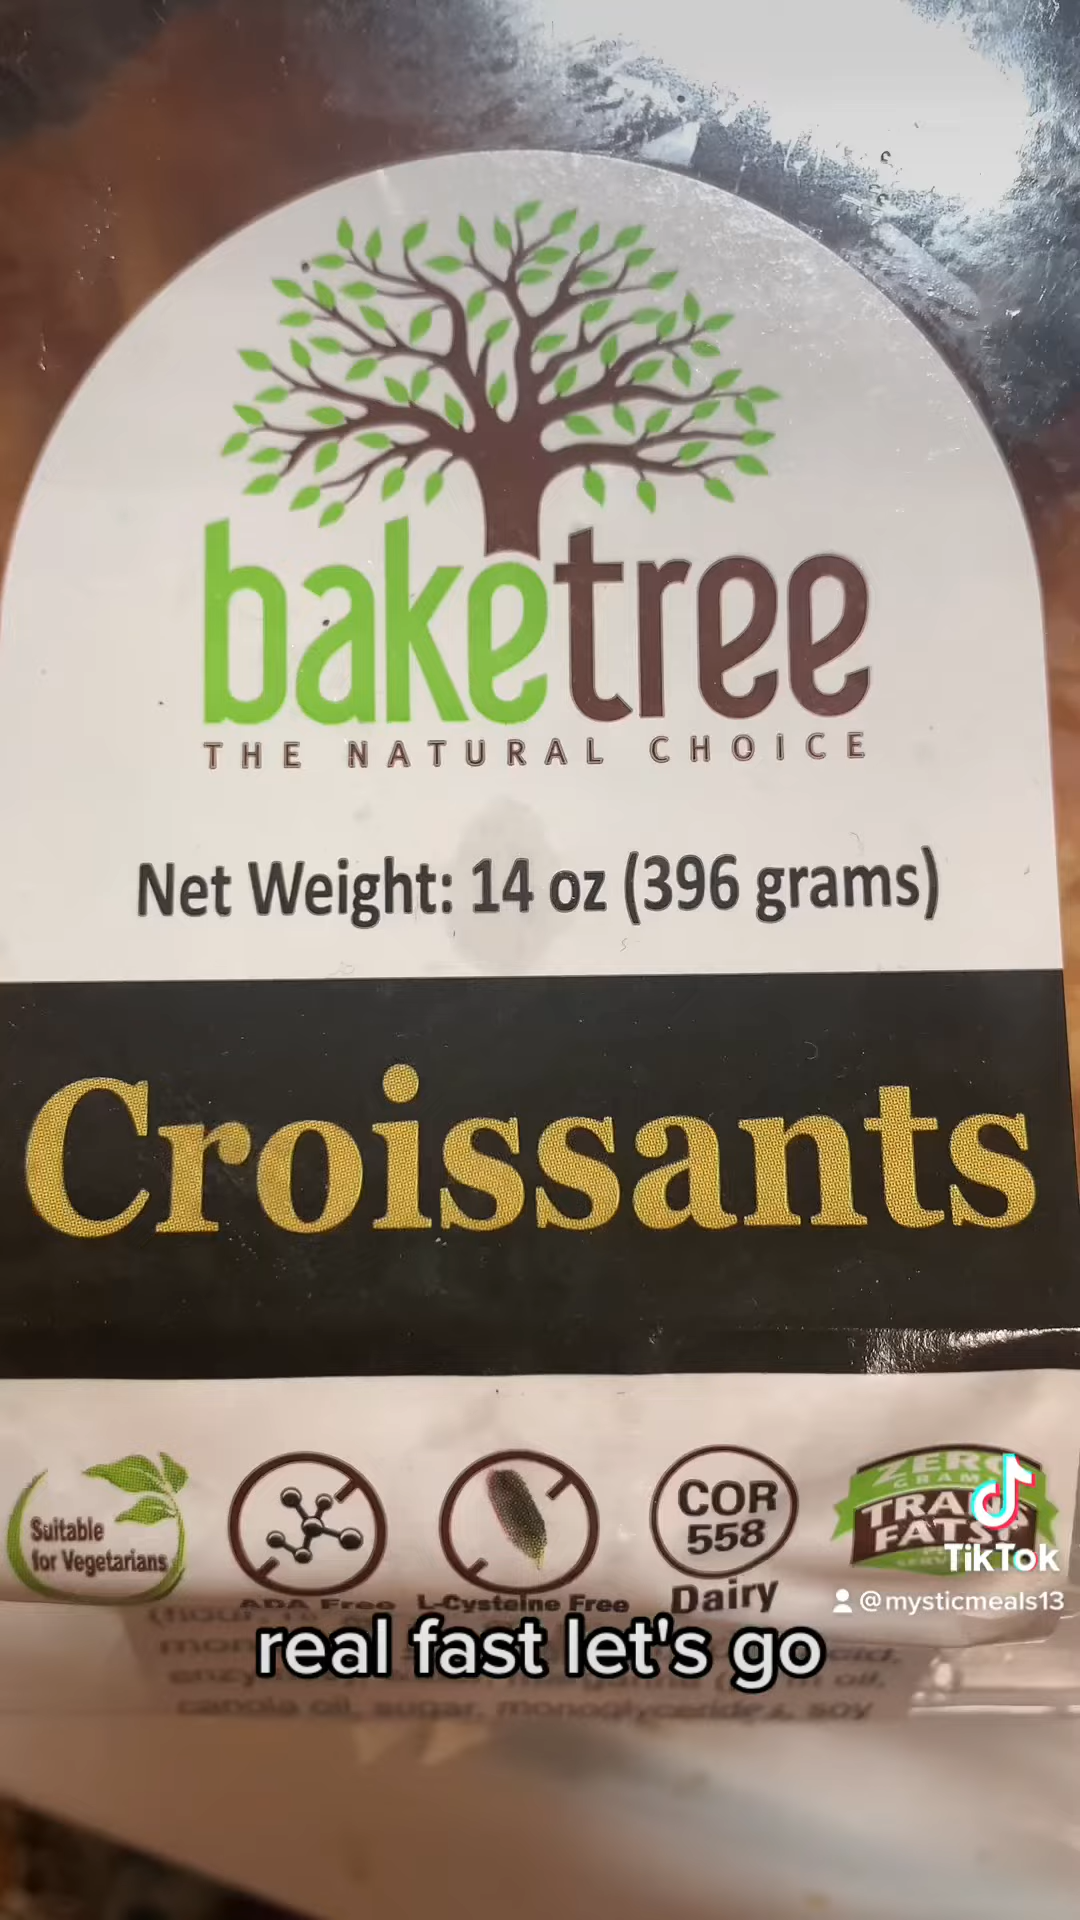 baketree
THE NATURAL CHOICE
Net Weight: 14 oz (396 grams)
Croissants
Suitable
for Vegetarians
ADA Free
L-Cysteine Free
COR
558
Dairy
ZERO
GRAMS
TRANS
FATS
TikTok
@mysticmeals13
real fast let's go
canola oil, sugar, monoglycerides, soy